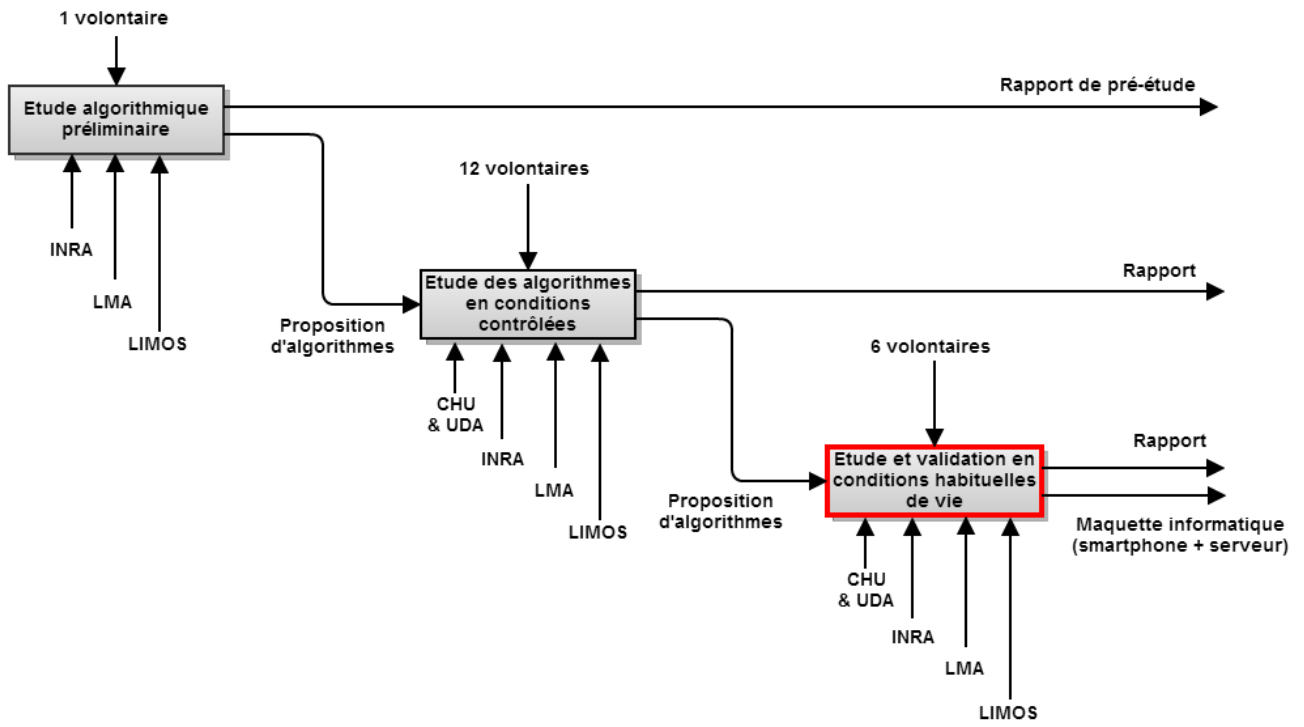 1 volontaire
Etude algorithmique
préliminaire
Rapport de pré-étude
INRA
LMA
LIMOS
12 volontaires
Etude des algorithmes
en conditions
contrôlées
Rapport
Proposition
d'algorithmes
CHU
& UDA
INRA
LMA
LIMOS
6 volontaires
Etude et validation en
conditions habituelles
de vie
Rapport
Maquette informatique
(smartphone + serveur)
Proposition
d'algorithmes
CHU
& UDA
INRA
LMA
LIMOS